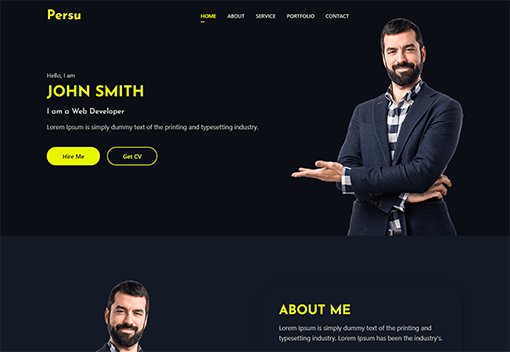 Persu
HOME ABOUT SERVICE PORTFOLIO CONTACT
Hello, I am
JOHN SMITH
I am a Web Developer
Lorem Ipsum is simply dummy text of the printing and typesetting industry.
Hire Me Get CV
ABOUT ME
Lorem Ipsum is simply dummy text of the printing and
typesetting industry. Lorem Ipsum has been the industry's.